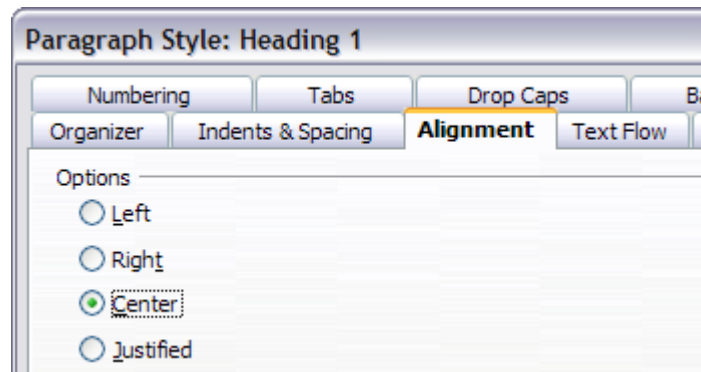 Paragraph Style: Heading 1
Numbering Tabs Drop Caps
Organizer Indents & Spacing Alignment Text Flow
Options
Left
Right
Center
Justified